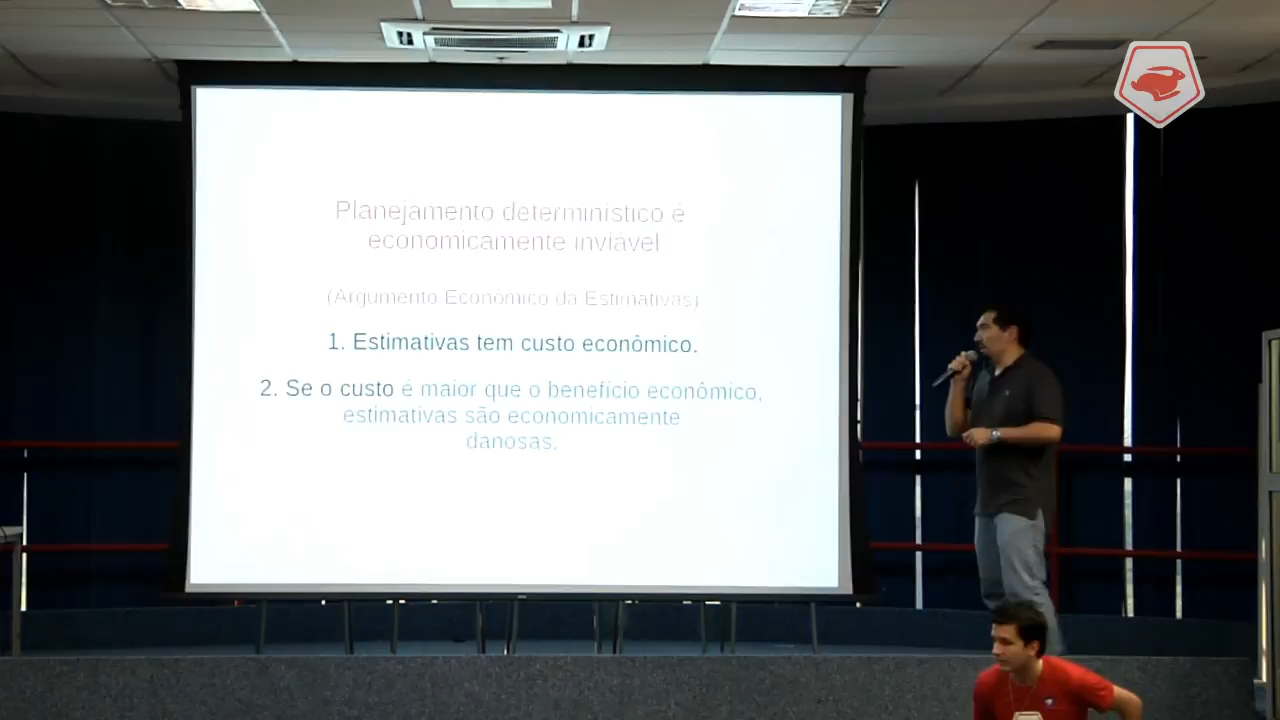 Planejamento determinístico é
economicamente inviável
(Argumento Econômico da Estimativas)
1. Estimativas tem custo econômico.
2. Se o custo é maior que o benefício econômico,
estimativas são economicamente
danosas.